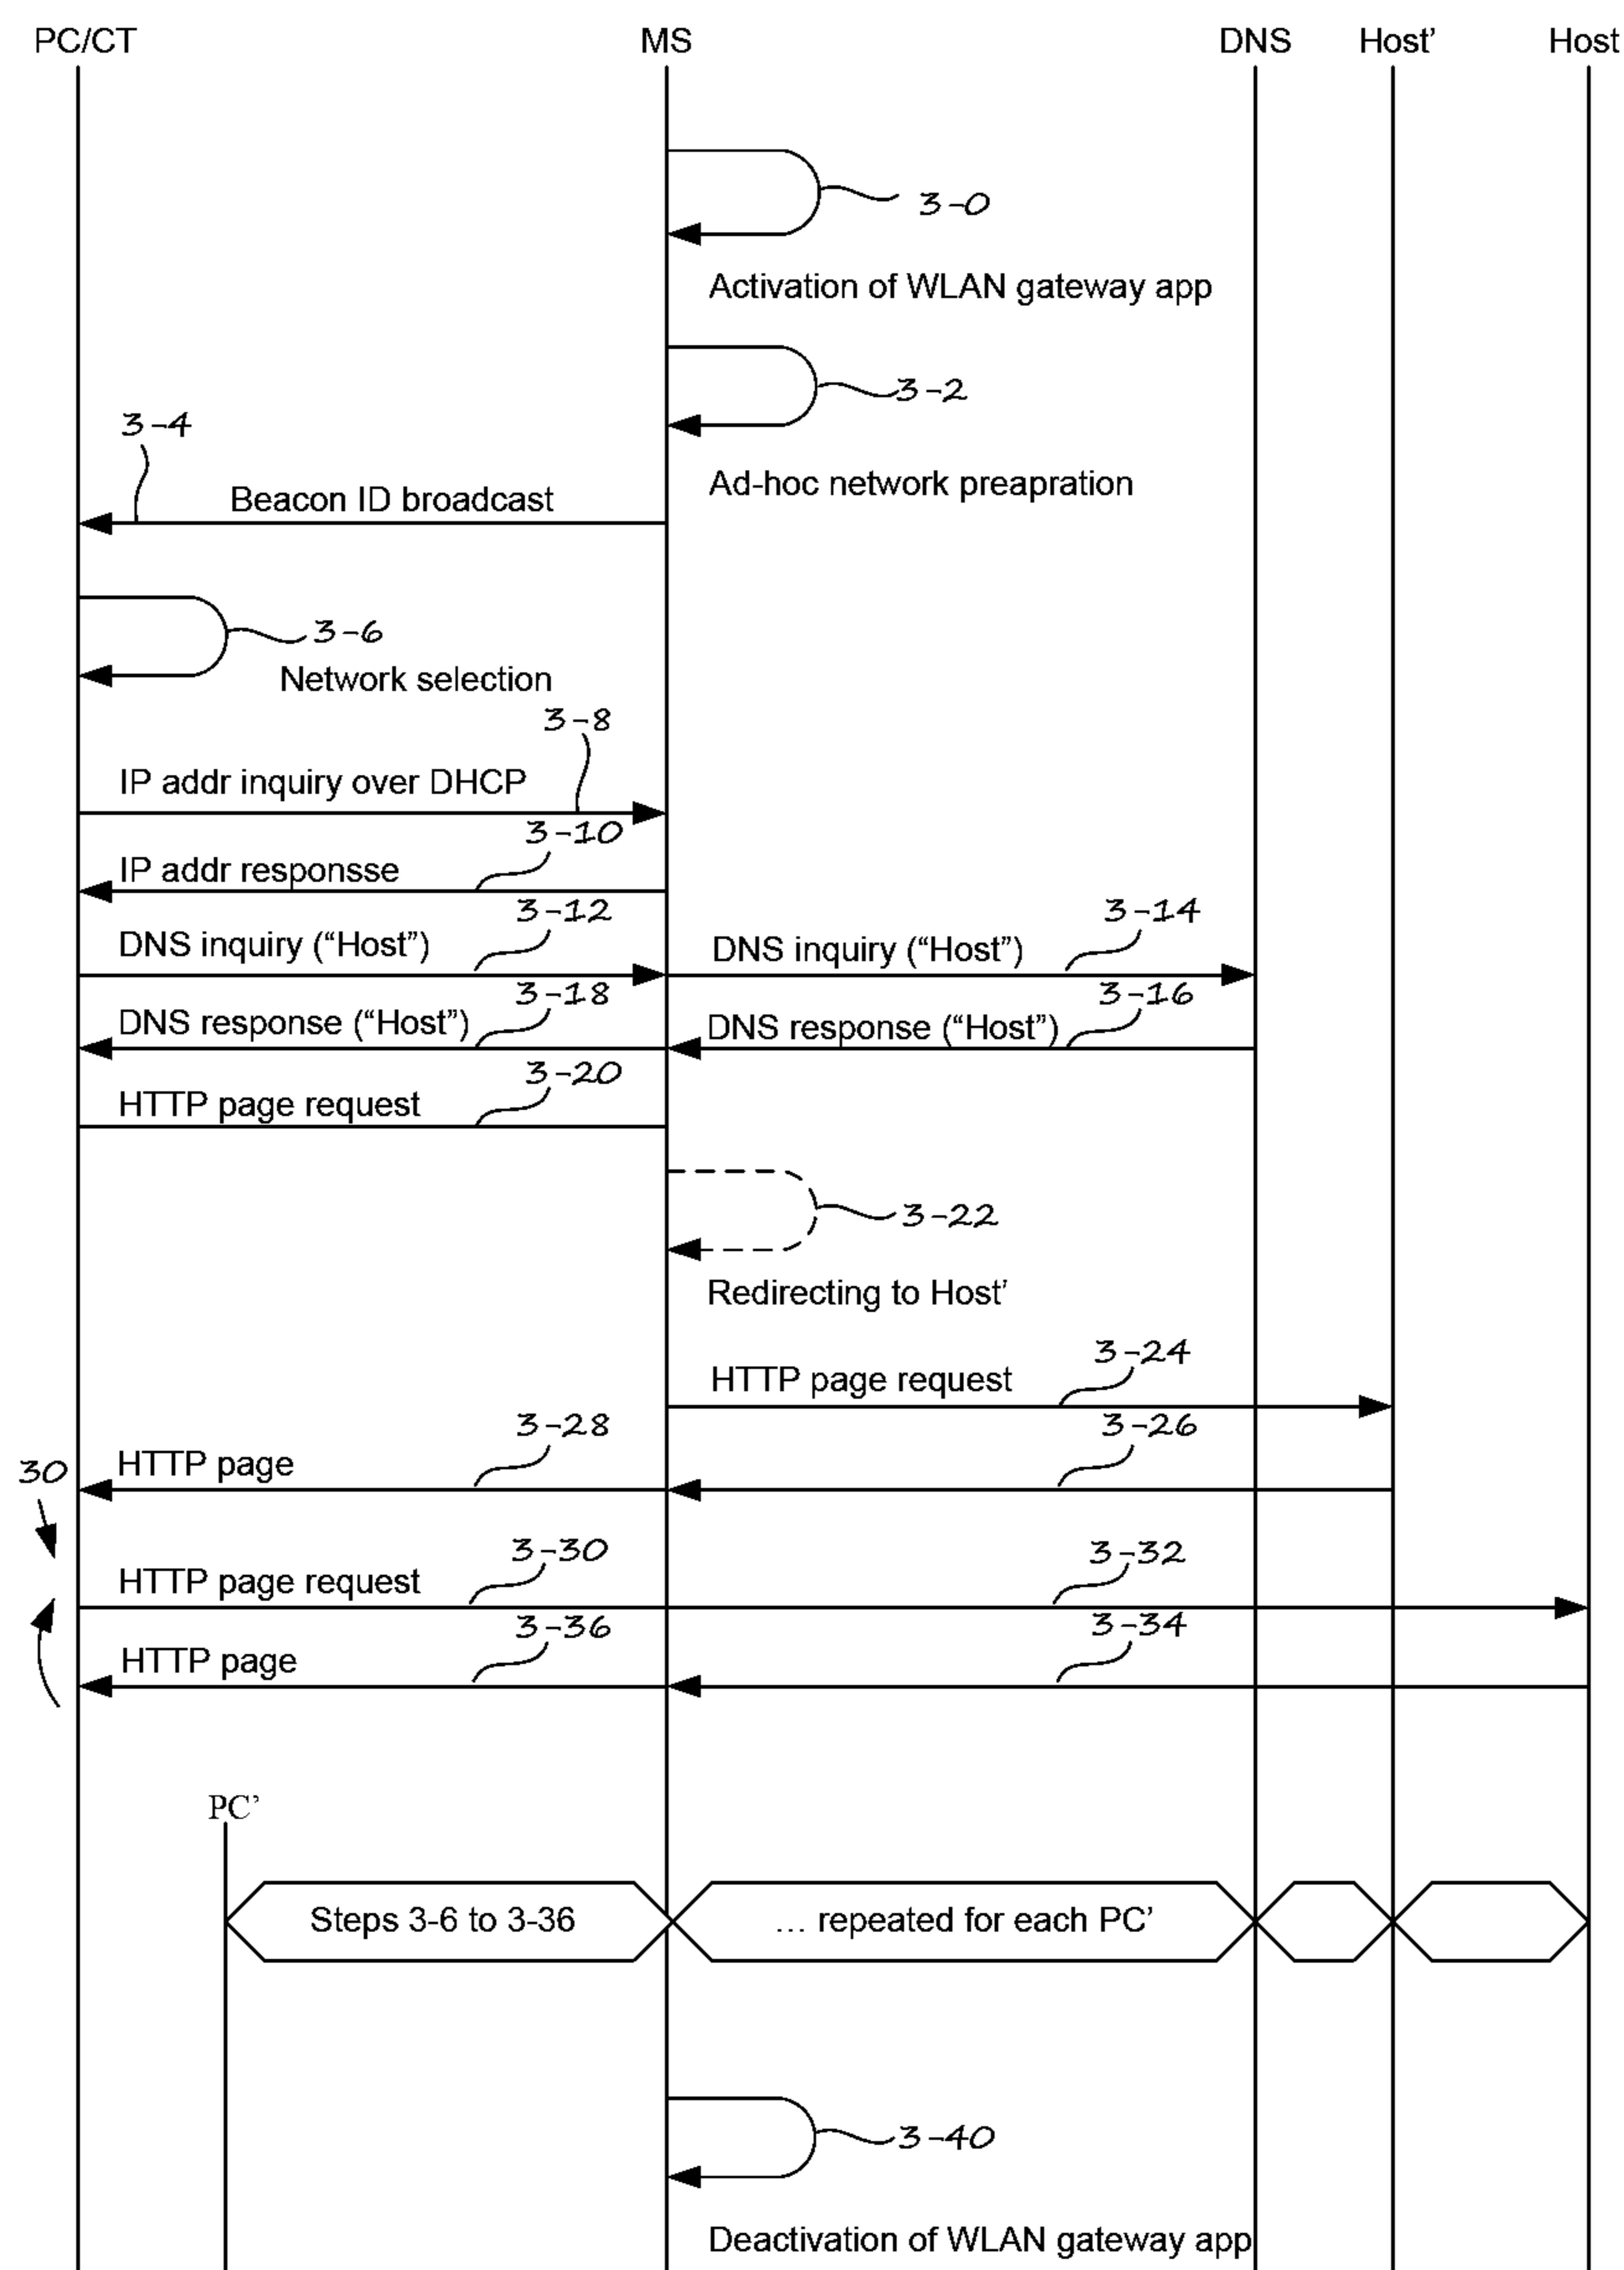 PC/CT MS DNS Host’ Host
3-0
Activation of WLAN gateway app
3-2
3-4
Ad-hoc network preapration
Beacon ID broadcast
3-6
Network selection
3-8
IP addr inquiry over DHCP
3-10
IP addr responsse
3-12 3-14
DNS inquiry (“Host”) DNS inquiry (“Host”)
3-18 3-16
DNS response (“Host”) DNS response (“Host”)
3-20
HTTP page request
3-22
Redirecting to Host’
3-24
HTTP page request
3-28 3-26
30 HTTP page
3-30 3-32
HTTP page request
3-36 3-34
HTTP page
PC’
Steps 3-6 to 3-36 ... repeated for each PC’
3-40
Deactivation of WLAN gateway app